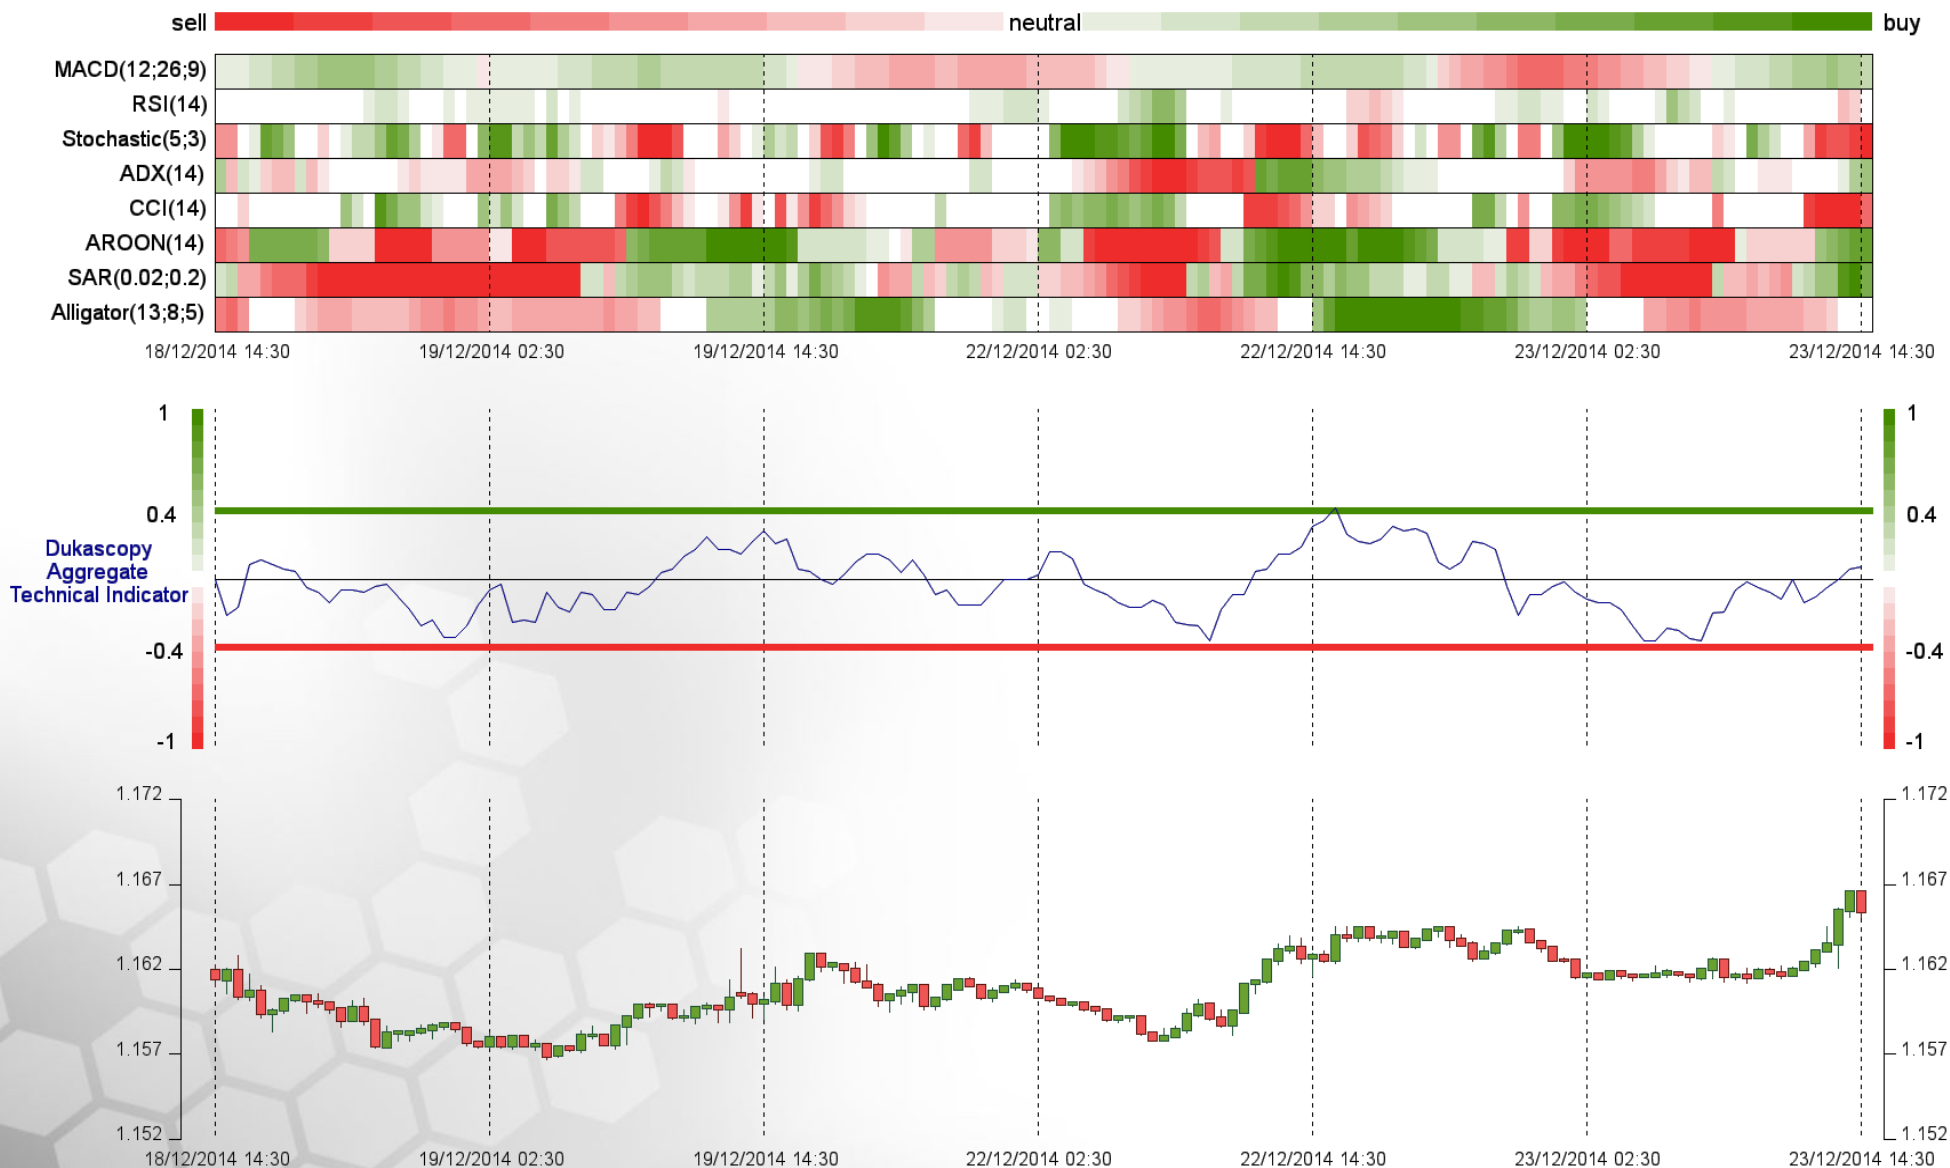 sell neutral buy
MACD(12;26;9)
RSI(14)
Stochastic(5;3)
ADX(14)
CCI(14)
AROON(14)
SAR(0.02;0.2)
Alligator(13;8;5)
18/12/2014 14:30 19/12/2014 02:30 19/12/2014 14:30 22/12/2014 02:30 22/12/2014 14:30 23/12/2014 02:30 23/12/2014 14:30
1 1
0.4 0.4
Dukascopy
Aggregate
Technical Indicator
-0.4 -0.4
-1 -1
1.172 1.172
1.167 1.167
1.162 1.162
1.157 1.157
1.152 1.152
18/12/2014 14:30 19/12/2014 02:30 19/12/2014 14:30 22/12/2014 02:30 22/12/2014 14:30 23/12/2014 02:30 23/12/2014 14:30